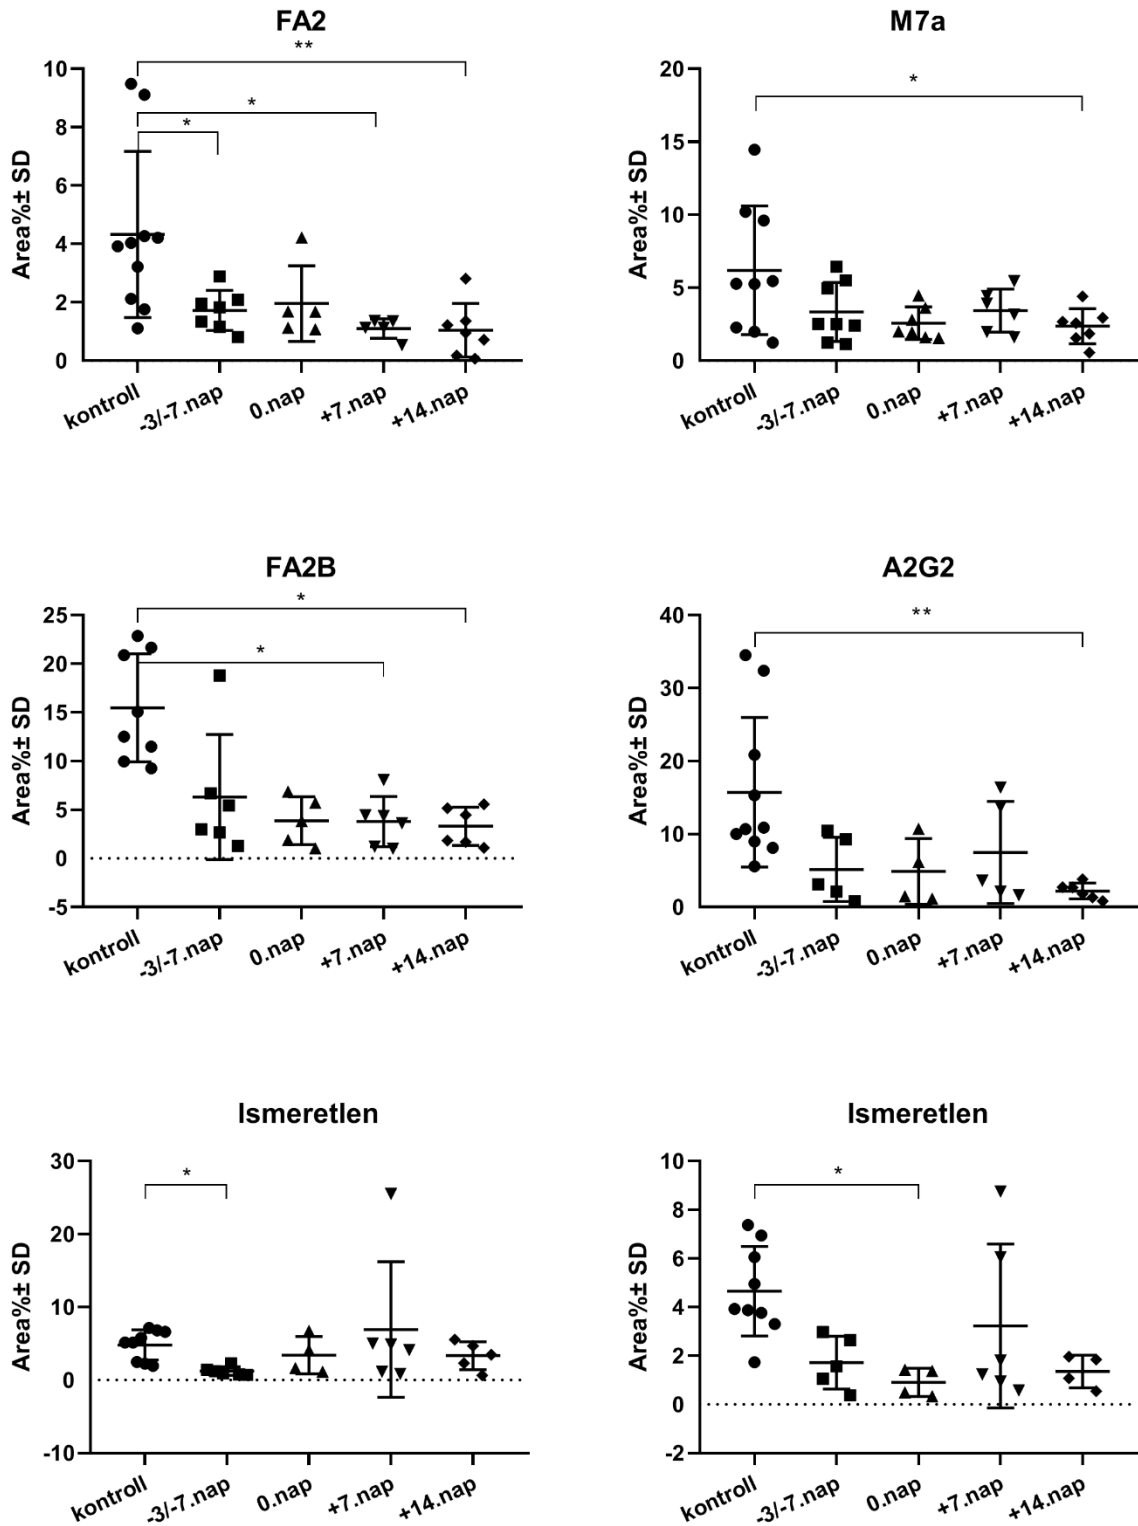 FA2
**
*
*
Area%± SD
10
8
6
4
2
0
kontroll
-3/-7.nap
0.nap
+7.nap
+14.nap
M7a
*
Area%± SD
20
15
10
5
0
kontroll
-3/-7.nap
0.nap
+7.nap
+14.nap
FA2B
*
*
Area%± SD
25
20
15
10
5
0
-5
kontroll
-3/-7.nap
0.nap
+7.nap
+14.nap
A2G2
**
Area%± SD
40
30
20
10
0
kontroll
-3/-7.nap
0.nap
+7.nap
+14.nap
Ismeretlen
*
Area%± SD
30
20
10
0
-10
kontroll
-3/-7.nap
0.nap
+7.nap
+14.nap
Ismeretlen
*
Area%± SD
10
8
6
4
2
0
-2
kontroll
-3/-7.nap
0.nap
+7.nap
+14.nap